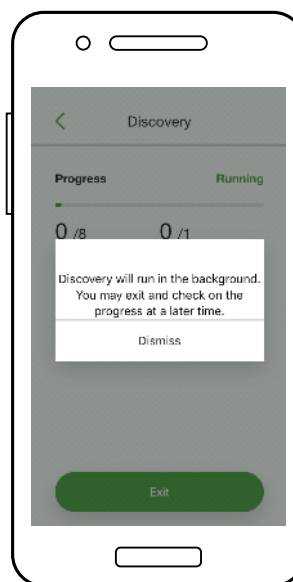 Discovery
Progress Running
0 /8 0 /1
Discovery will run in the background.
You may exit and check on the
progress at a later time.
Dismiss
Exit